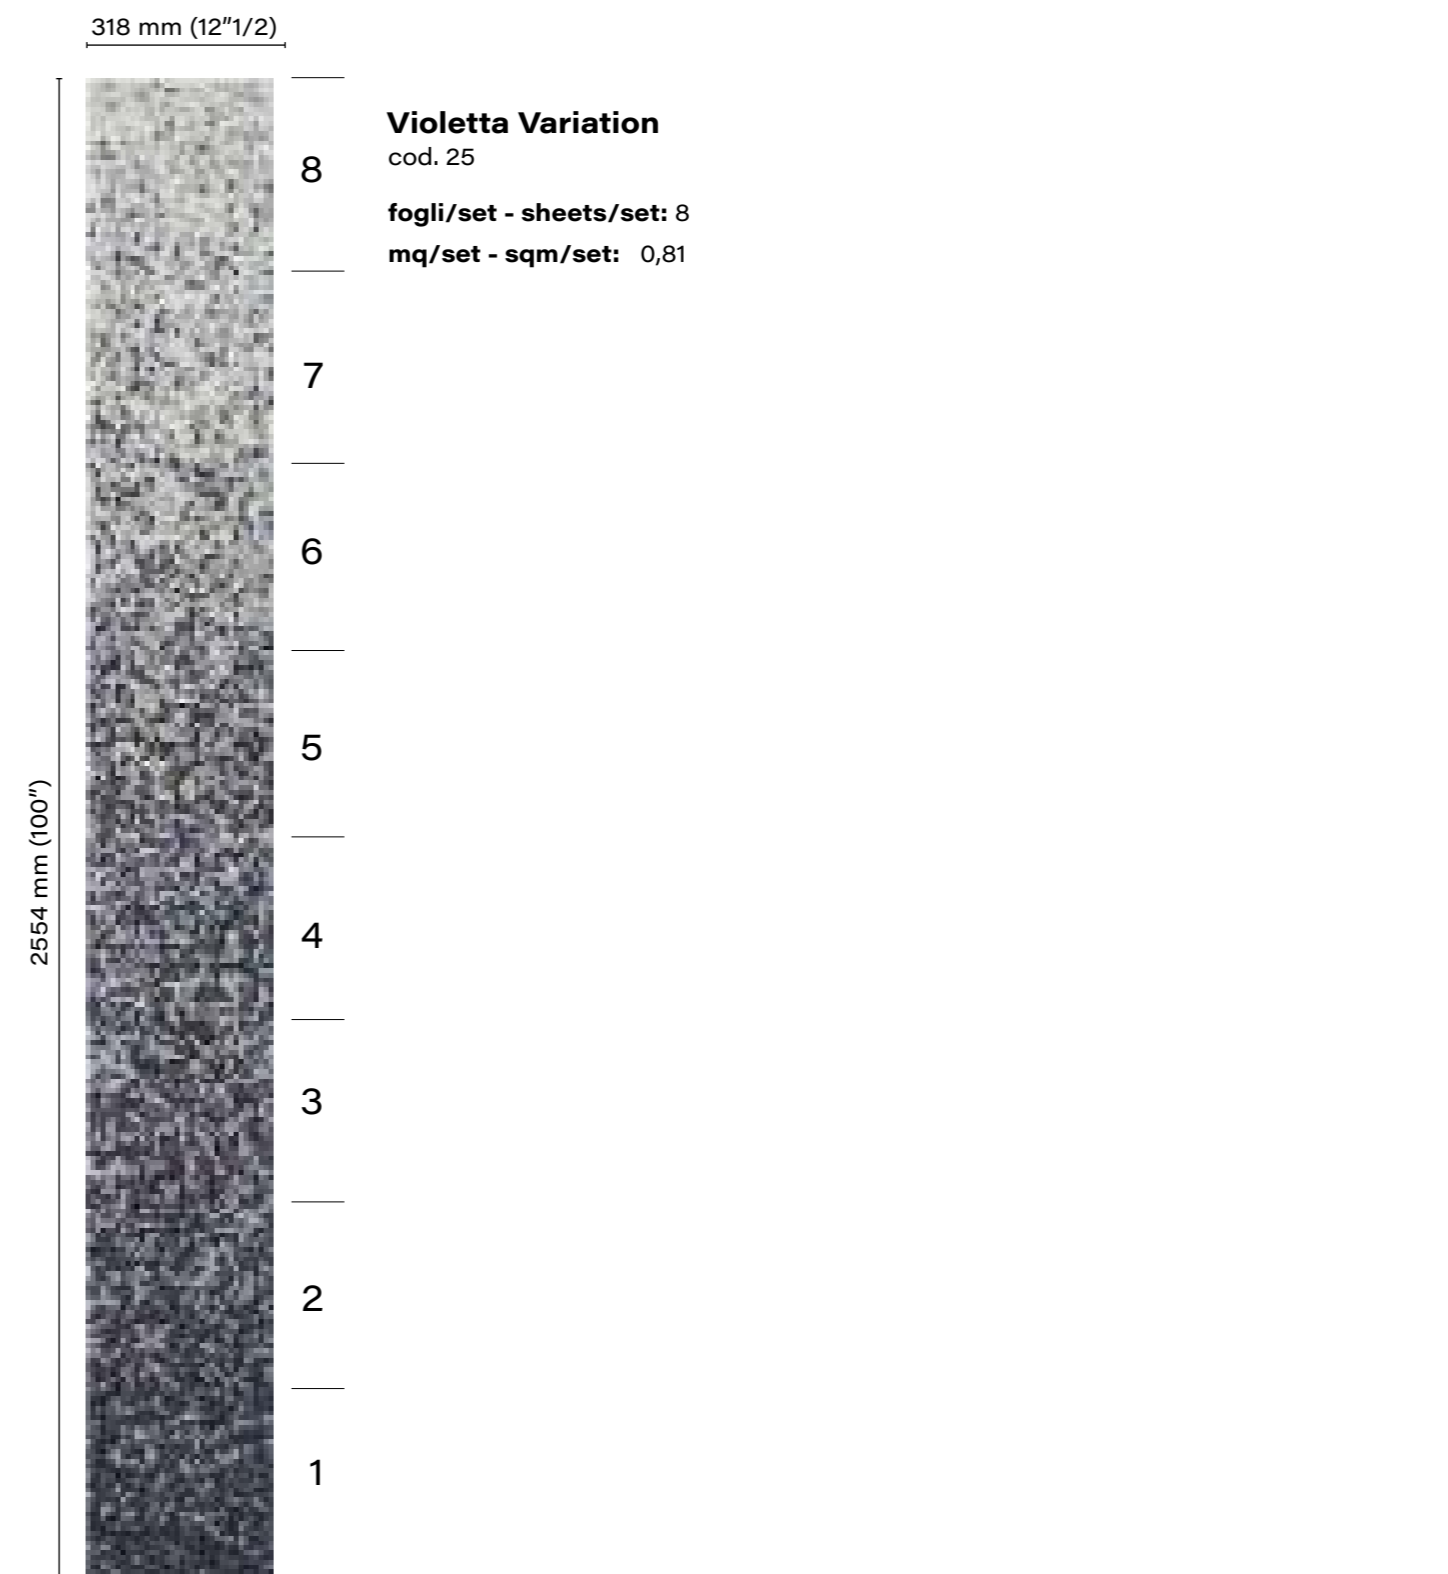 318 mm (12"1/2)
Violetta Variation
cod. 25
fogli/set - sheets/set: 8
mq/set - sqm/set: 0,81
8
7
6
5
4
3
2
1
2554 mm (100")